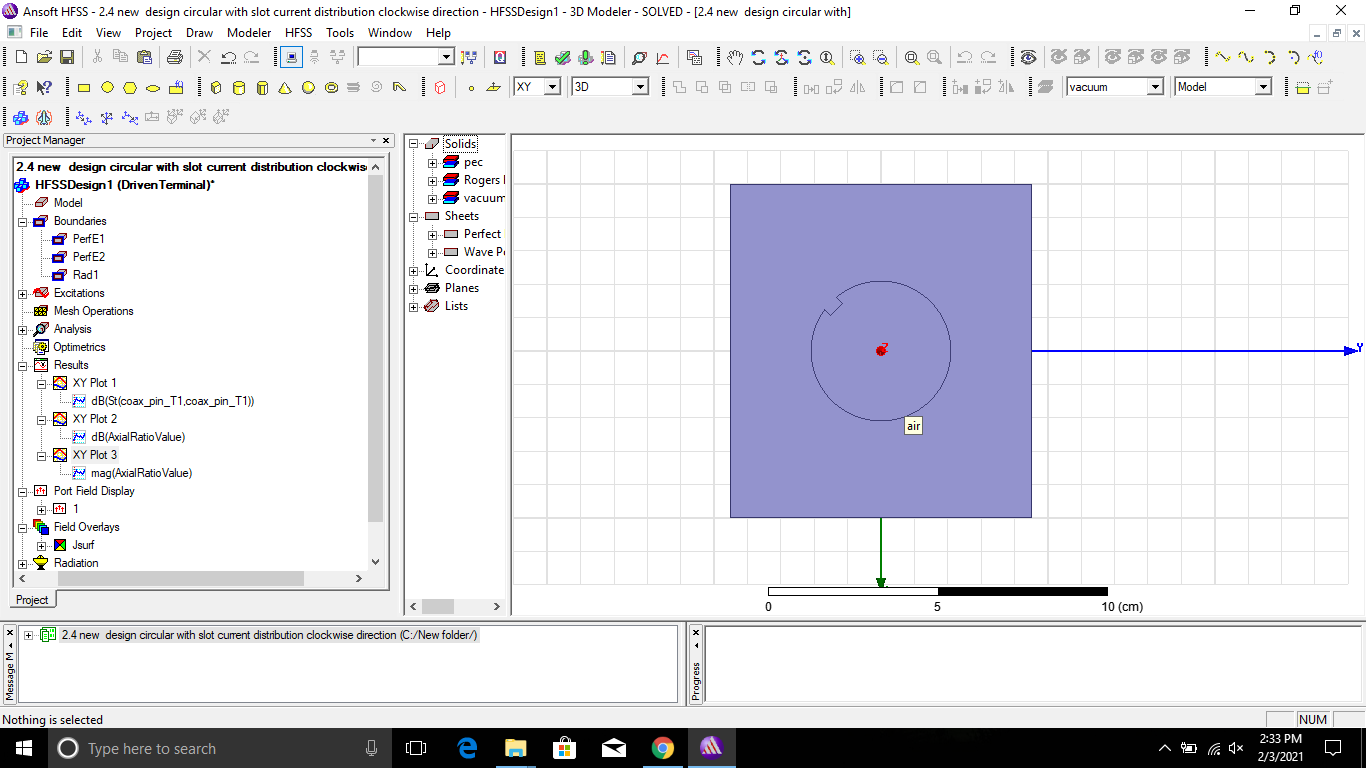 Ansoft HFSS - 2.4 new  design circular with slot current distribution clockwise direction - HFSSDesign1 - 3D Modeler - SOLVED - [2.4 new  design circular with]
File Edit View Project Draw Modeler HFSS Tools Window Help
XY 3D vacuum Model
Project Manager
2.4 new  design circular with slot current distribution clockwise
HFSSDesign1 (DrivenTerminal)*
Model
Boundaries
PerfE1
PerfE2
Rad1
Excitations
Mesh Operations
Analysis
Optimetrics
Results
XY Plot 1
dB(St(coax_pin_T1,coax_pin_T1))
XY Plot 2
dB(AxialRatioValue)
XY Plot 3
mag(AxialRatioValue)
Port Field Display
1
Field Overlays
Jsurf
Radiation
Project
Solids
pec
Rogers
vacuum
Sheets
Perfect
Wave
Coordinate
Planes
Lists
Z
Y
air
0 5 10 (cm)
Message M
2.4 new  design circular with slot current distribution clockwise direction (C:/New folder/)
Progress
Nothing is selected
NUM
Type here to search
2:33 PM
2/3/2021